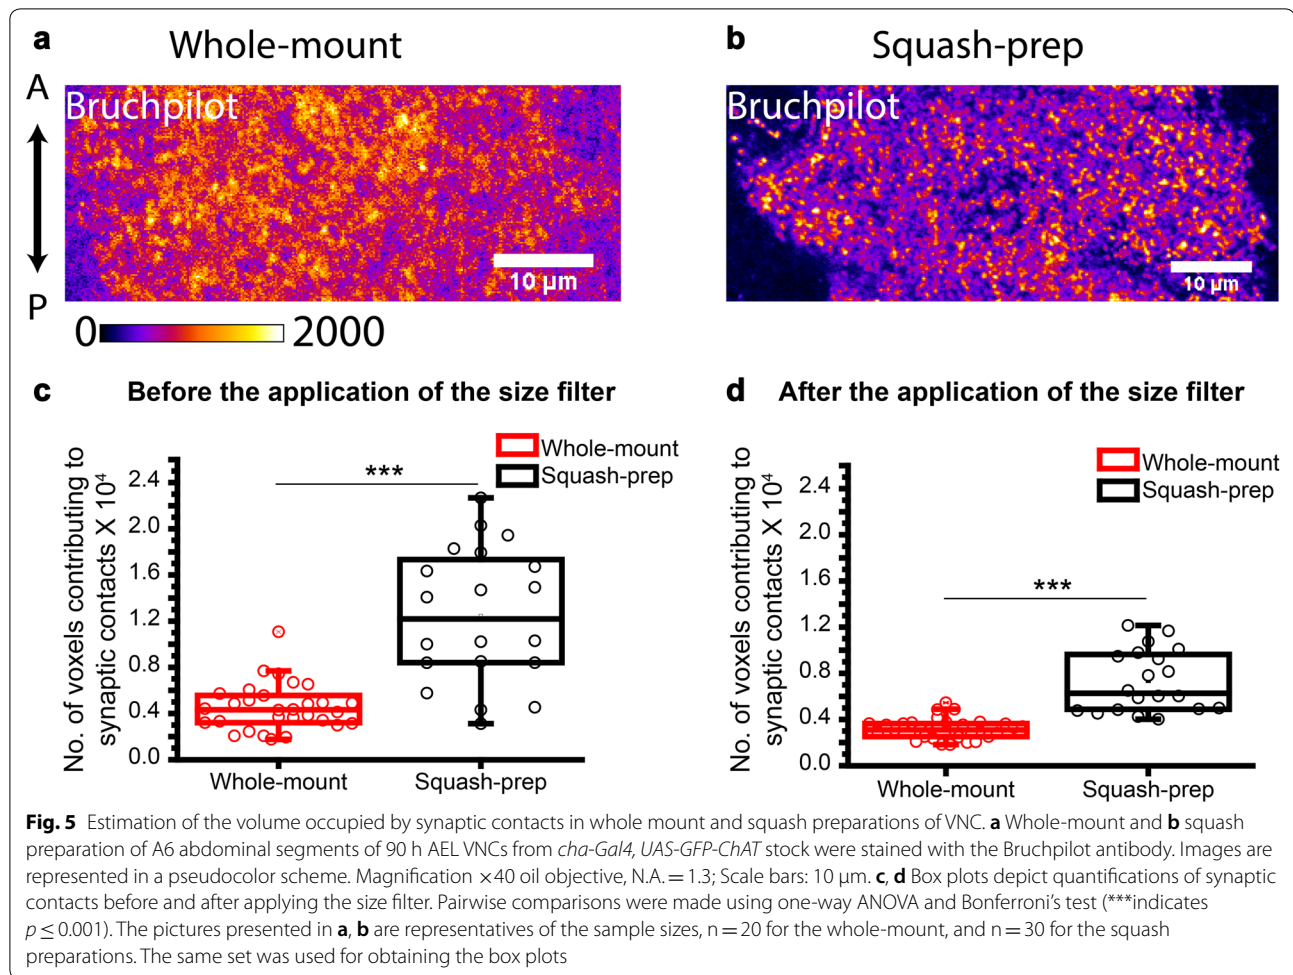 a Whole-mount
b Squash-prep
A
P
Bruchpilot
10 µm
Bruchpilot
10 µm
0 2000
c Before the application of the size filter
No. of voxels contributing to
synaptic contacts X 10⁴
2.4
2.0
1.6
1.2
0.8
0.4
0.0
***
Whole-mount
Squash-prep
Whole-mount Squash-prep
d After the application of the size filter
No. of voxels contributing to
synaptic contacts X 10⁴
2.4
2.0
1.6
1.2
0.8
0.4
0.0
***
Whole-mount
Squash-prep
Whole-mount Squash-prep
Fig. 5 Estimation of the volume occupied by synaptic contacts in whole mount and squash preparations of VNC. a Whole-mount and b squash
preparation of A6 abdominal segments of 90 h AEL VNCs from cha-Gal4, UAS-GFP-ChAT stock were stained with the Bruchpilot antibody. Images are
represented in a pseudocolor scheme. Magnification ×40 oil objective, N.A. = 1.3; Scale bars: 10 µm. c, d Box plots depict quantifications of synaptic
contacts before and after applying the size filter. Pairwise comparisons were made using one-way ANOVA and Bonferroni's test (***indicates
p ≤ 0.001). The pictures presented in a, b are representatives of the sample sizes, n = 20 for the whole-mount, and n = 30 for the squash
preparations. The same set was used for obtaining the box plots